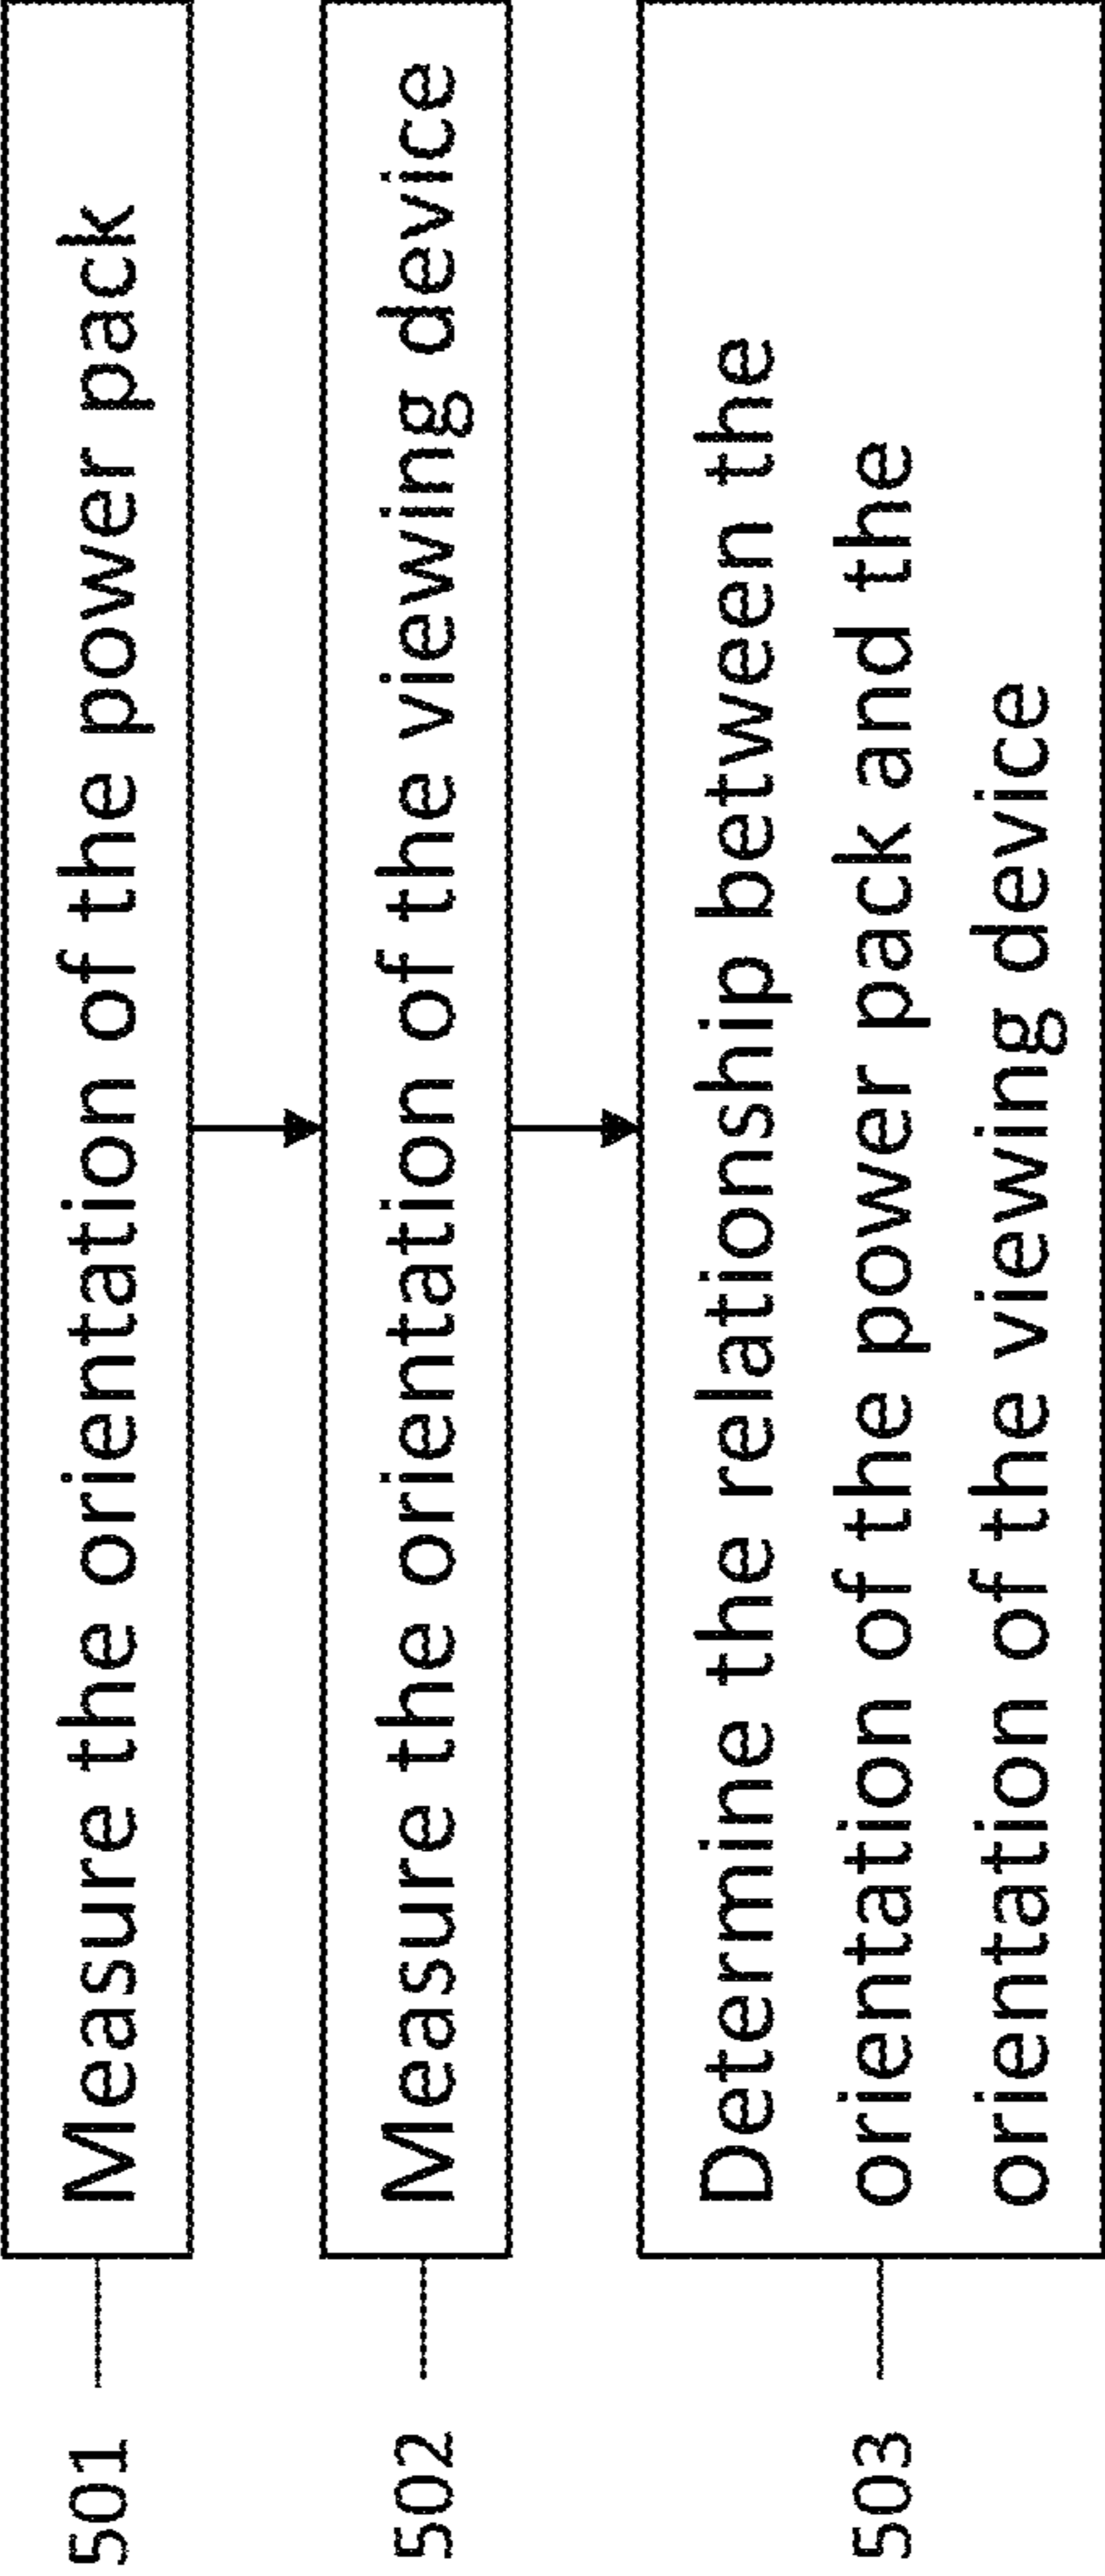 501
Measure the orientation of the power pack
502
Measure the orientation of the viewing device
503
Determine the relationship between the
orientation of the power pack and the
orientation of the viewing device